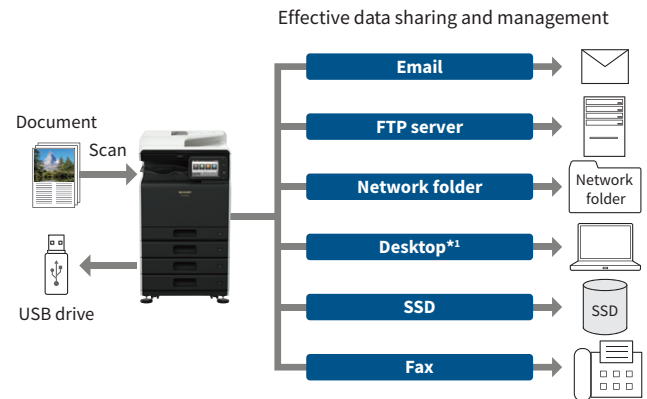 Effective data sharing and management
Document
Scan
USB drive
SHARP
Email
FTP server
Network folder
Network
folder
Desktop*1
SSD
SSD
Fax